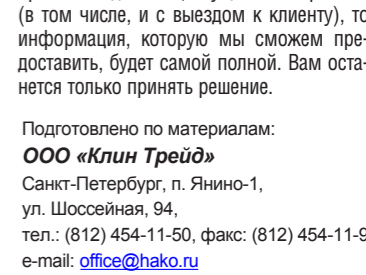 (в том числе, и с выездом к клиенту), то
информация, которую мы сможем пре-
доставить, будет самой полной. Вам оста-
нется только принять решение.
Подготовлено по материалам:
ООО «Клин Трейд»
Санкт-Петербург, п. Янино-1,
ул. Шоссейная, 94,
тел.: (812) 454-11-50, факс: (812) 454-11-9
e-mail: office@hako.ru